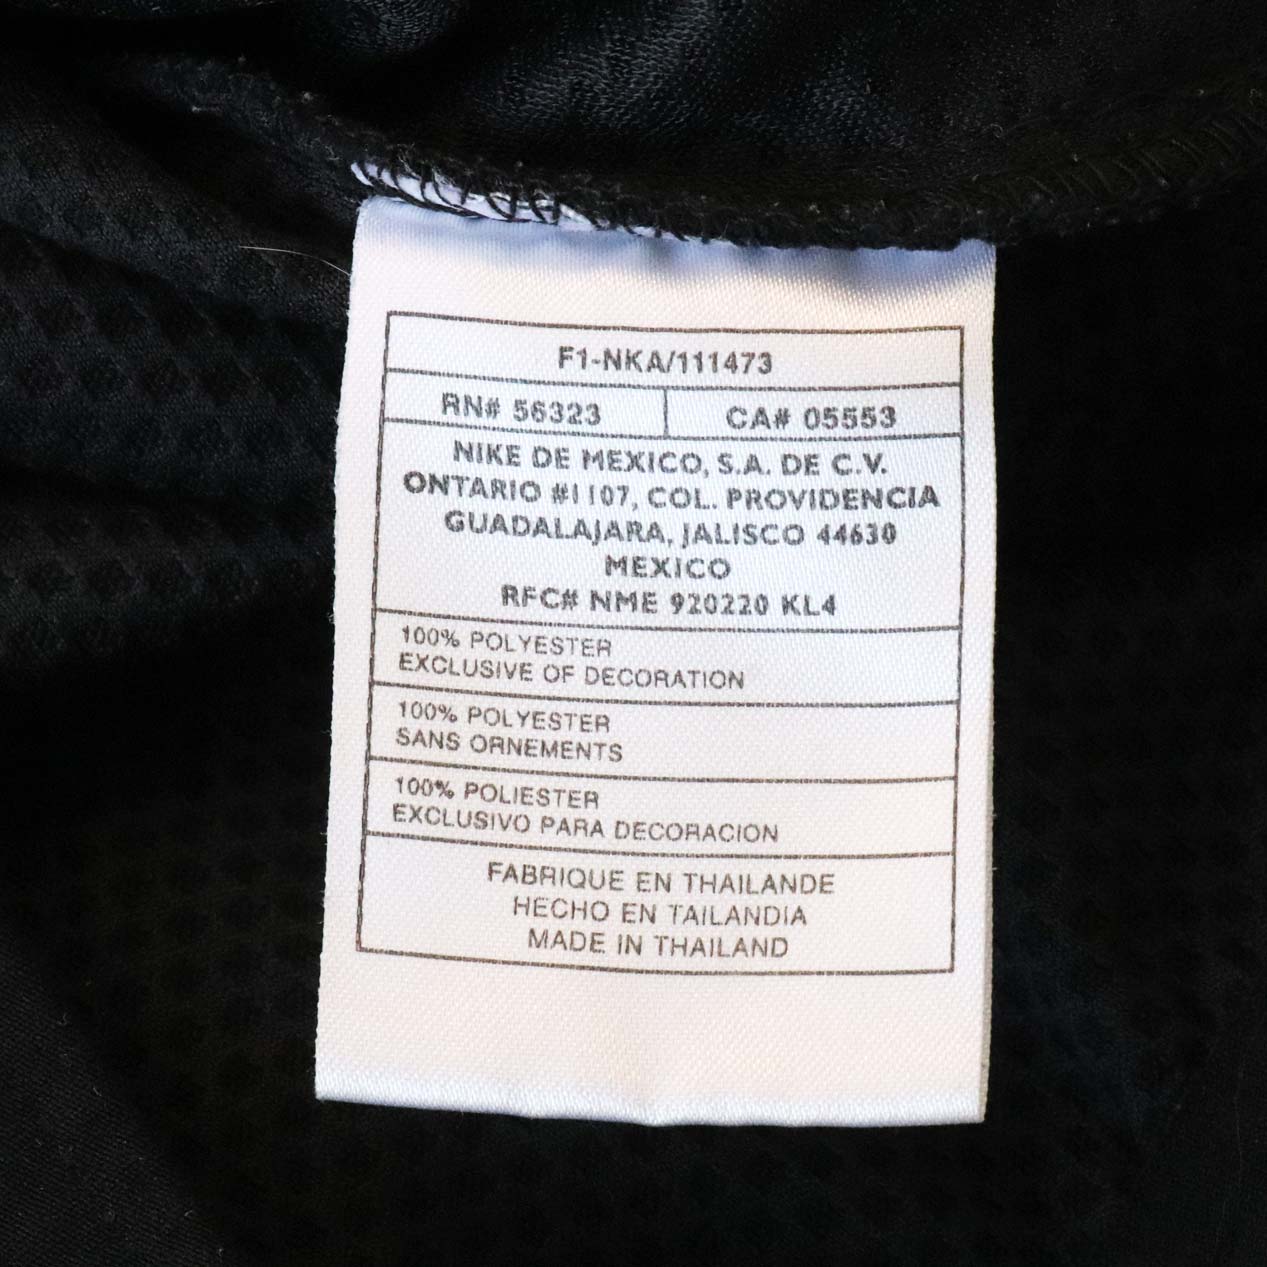 F1-NKA/111473
RN# 56323 CA# 05553
NIKE DE MEXICO, S.A. DE C.V.
ONTARIO #1107, COL. PROVIDENCIA
GUADALAJARA, JALISCO 44630
MEXICO
RFC# NME 920220 KL4
100% POLYESTER
EXCLUSIVE OF DECORATION
100% POLYESTER
SANS ORNEMENTS
100% POLIESTER
EXCLUSIVO PARA DECORACION
FABRIQUE EN THAILANDE
HECHO EN TAILANDIA
MADE IN THAILAND